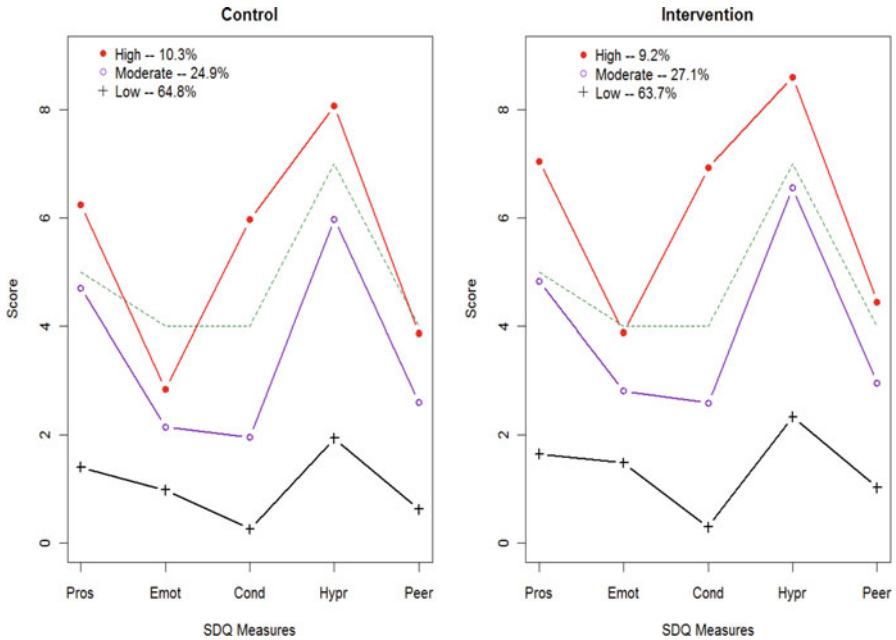 Control
High -- 10.3%
Moderate -- 24.9%
Low -- 64.8%
Score
8
6
4
2
0
Pros Emot Cond Hypr Peer
SDQ Measures
Intervention
High -- 9.2%
Moderate -- 27.1%
Low -- 63.7%
Score
8
6
4
2
0
Pros Emot Cond Hypr Peer
SDQ Measures